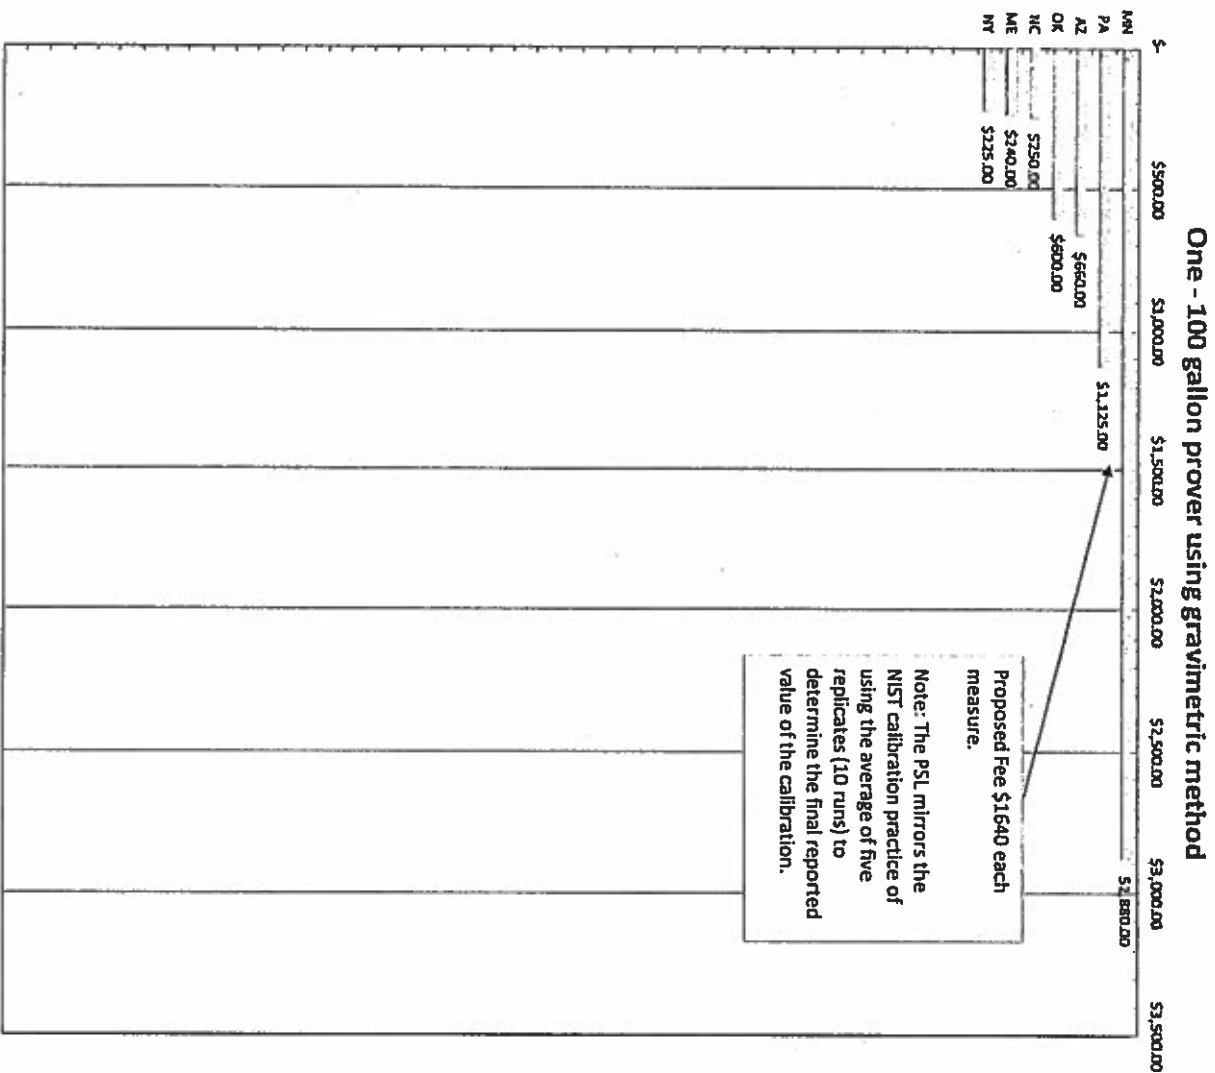 One - 100 gallon prover using gravimetric method
$- $500.00 $1,000.00 $1,500.00 $2,000.00 $2,500.00 $3,000.00 $3,500.00
MN $2,880.00
PA $1,125.00
AZ $660.00
OK $600.00
NC $250.00
ME $240.00
NY $225.00
Proposed Fee $1640 each
measure.
Note: The PSL mirrors the
NIST calibration practice of
using the average of five
replicates (10 runs) to
determine the final reported
value of the calibration.